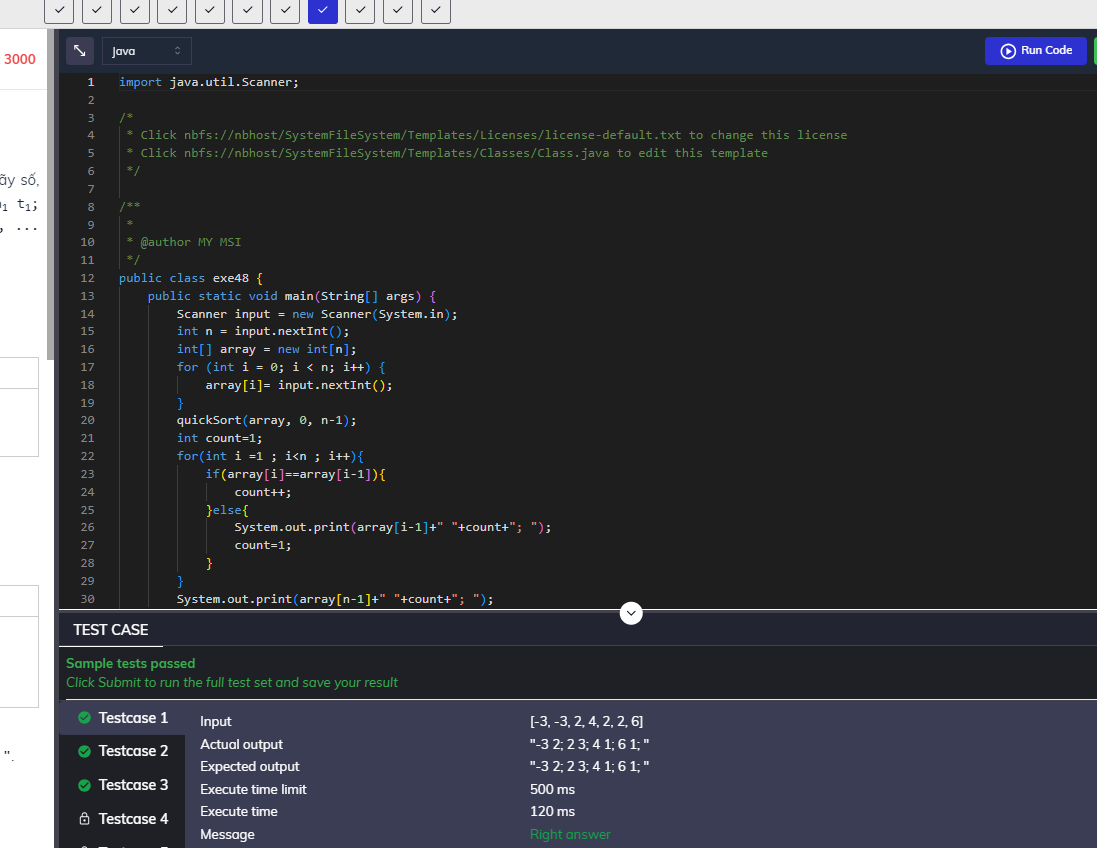 3000
Java
Run Code
ãy số,
t₁;
, ...
".
1 import java.util.Scanner;
2
3 /*
4 * Click nbfs://nbhost/SystemFileSystem/Templates/Licenses/license-default.txt to change this license
5 * Click nbfs://nbhost/SystemFileSystem/Templates/Classes/Class.java to edit this template
6 */
7
8 /**
9 *
10 * @author MY MSI
11 */
12 public class exe48 {
13 public static void main(String[] args) {
14 Scanner input = new Scanner(System.in);
15 int n = input.nextInt();
16 int[] array = new int[n];
17 for (int i = 0; i < n; i++) {
18 array[i]= input.nextInt();
19 }
20 quickSort(array, 0, n-1);
21 int count=1;
22 for(int i =1 ; i<n ; i++){
23 if(array[i]==array[i-1]){
24 count++;
25 }else{
26 System.out.print(array[i-1]+" "+count+"; ");
27 count=1;
28 }
29 }
30 System.out.print(array[n-1]+" "+count+"; ");
TEST CASE
Sample tests passed
Click Submit to run the full test set and save your result
Testcase 1
Testcase 2
Testcase 3
Testcase 4
Input [-3, -3, 2, 4, 2, 2, 6]
Actual output "-3 2; 2 3; 4 1; 6 1; "
Expected output "-3 2; 2 3; 4 1; 6 1; "
Execute time limit 500 ms
Execute time 120 ms
Message Right answer